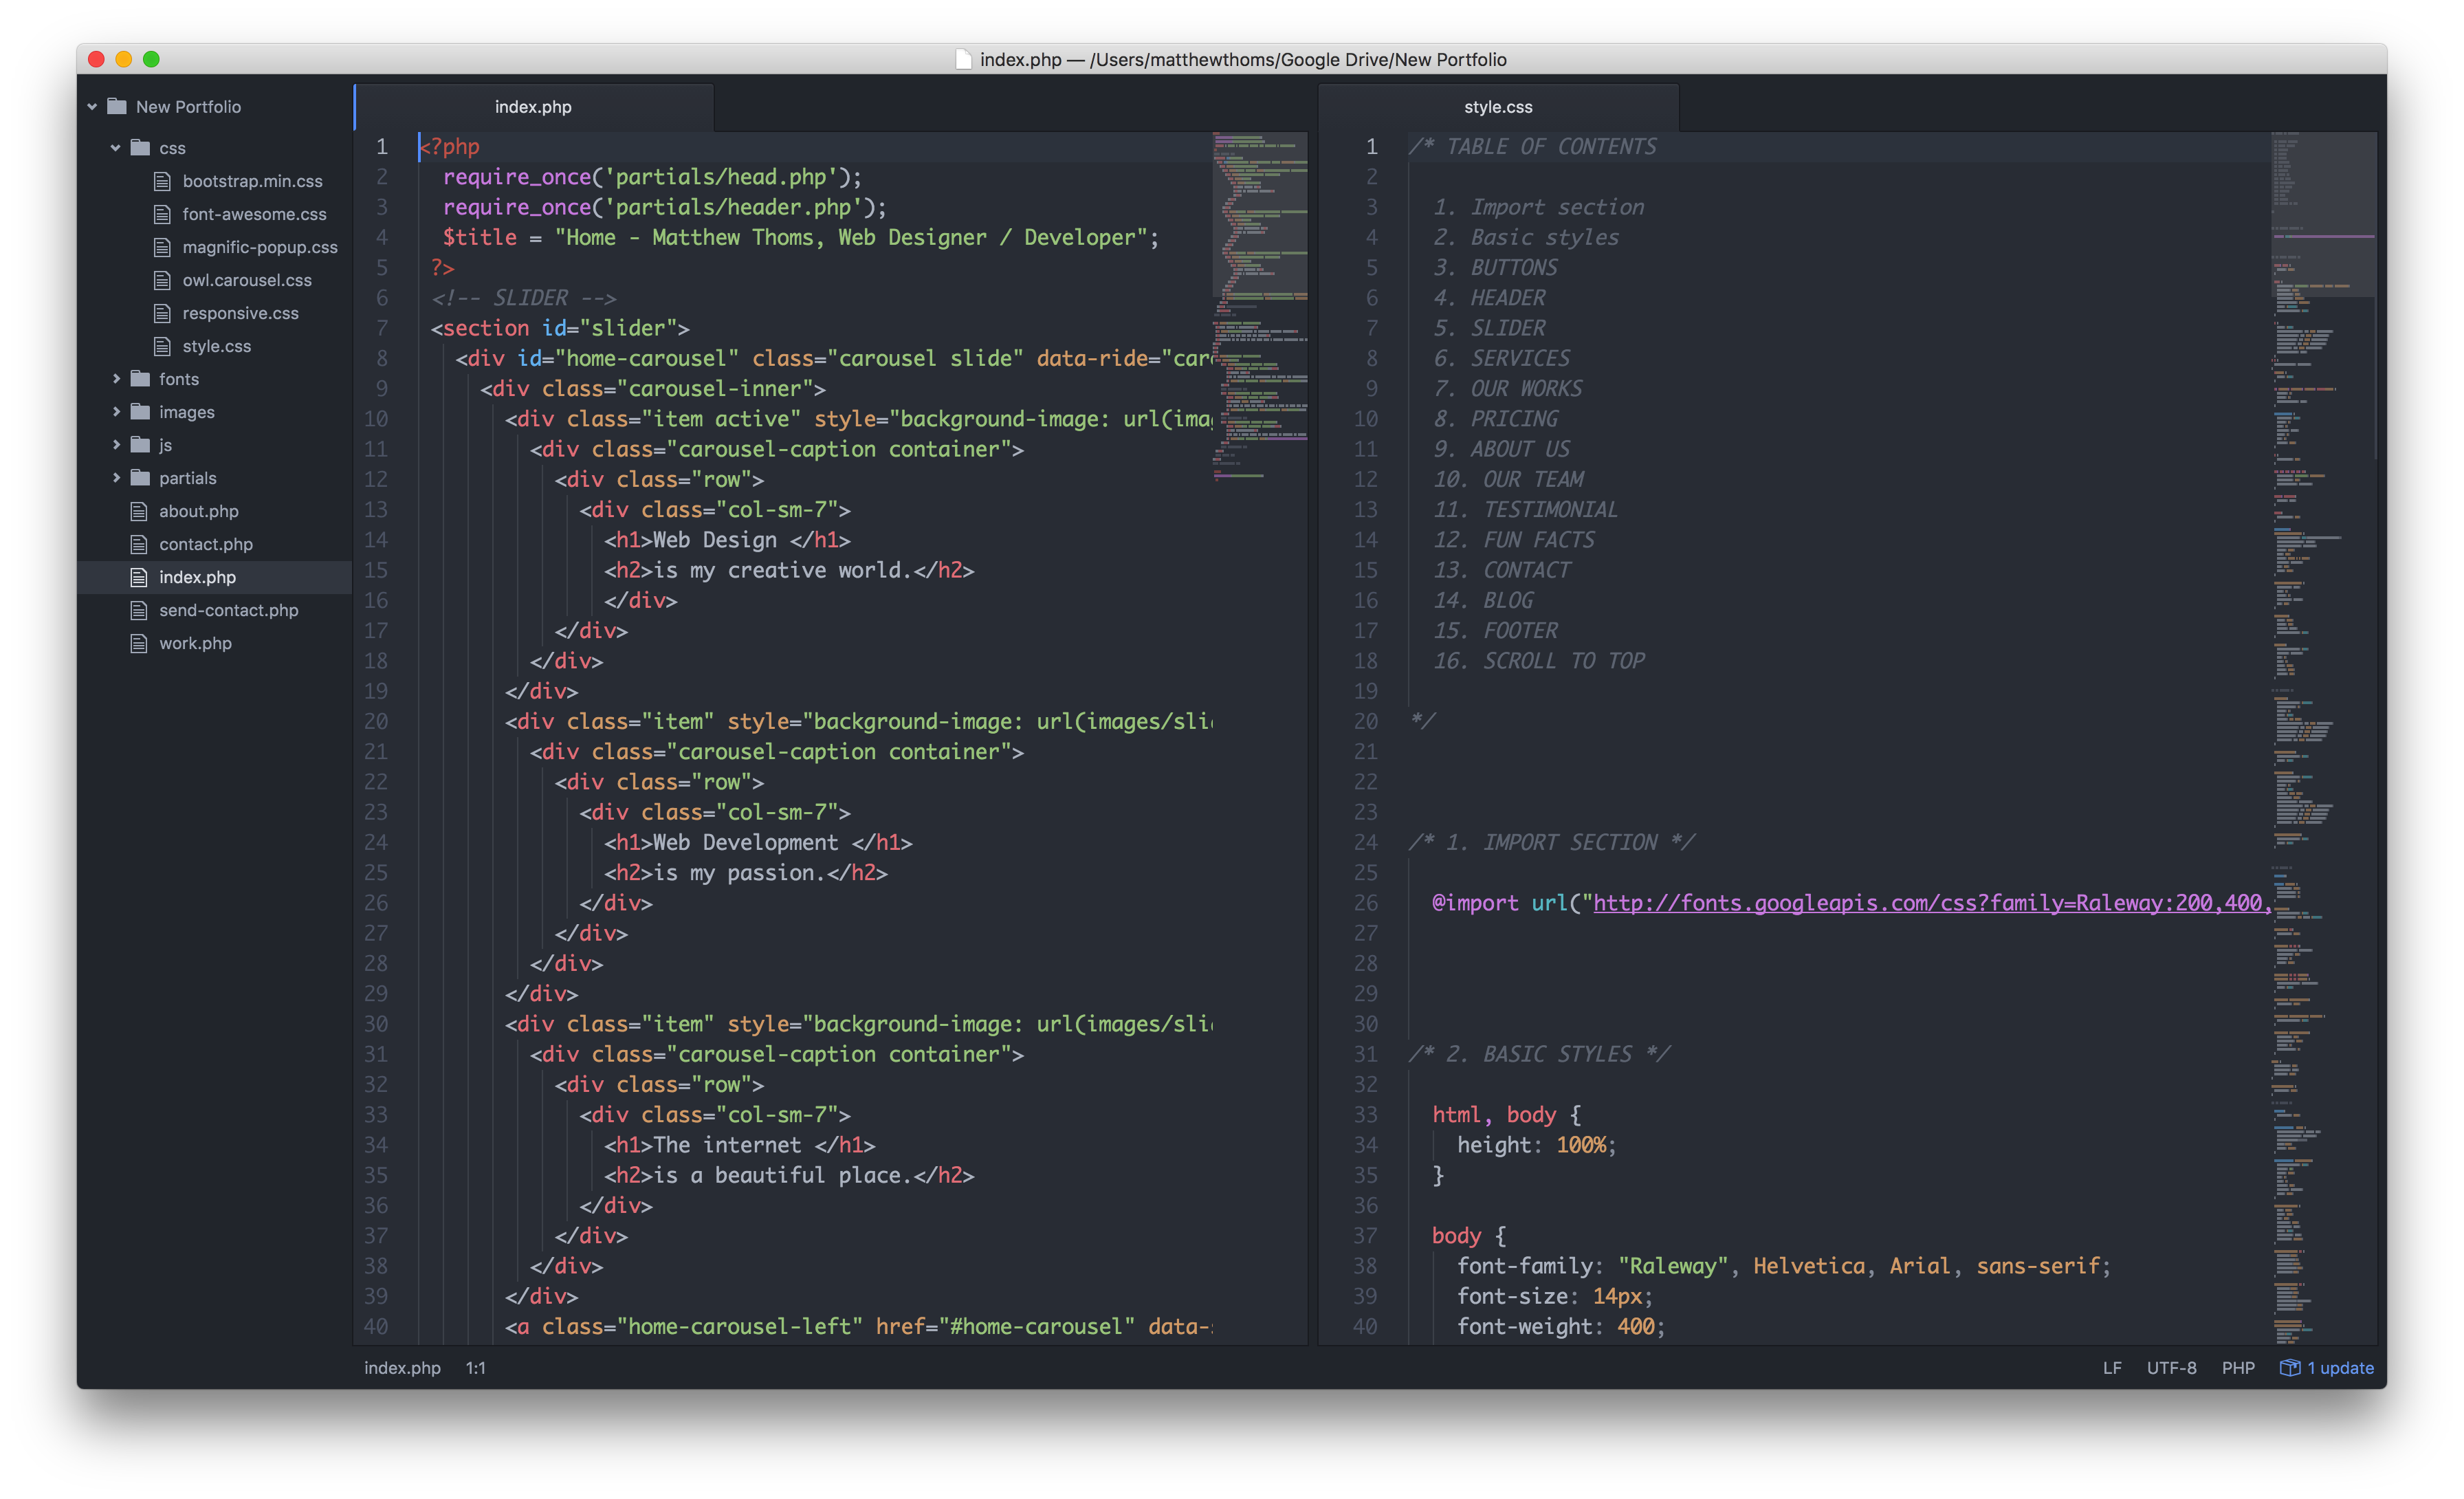 index.php — /Users/matthewthoms/Google Drive/New Portfolio
New Portfolio
css
bootstrap.min.css
font-awesome.css
magnific-popup.css
owl.carousel.css
responsive.css
style.css
fonts
images
js
partials
about.php
contact.php
index.php
send-contact.php
work.php
index.php
1 <?php
2 require_once('partials/head.php');
3 require_once('partials/header.php');
4 $title = "Home - Matthew Thoms, Web Designer / Developer";
5 ?>
6 <!-- SLIDER -->
7 <section id="slider">
8 <div id="home-carousel" class="carousel slide" data-ride="car
9 <div class="carousel-inner">
10 <div class="item active" style="background-image: url(ima
11 <div class="carousel-caption container">
12 <div class="row">
13 <div class="col-sm-7">
14 <h1>Web Design </h1>
15 <h2>is my creative world.</h2>
16 </div>
17 </div>
18 </div>
19 </div>
20 <div class="item" style="background-image: url(images/sli
21 <div class="carousel-caption container">
22 <div class="row">
23 <div class="col-sm-7">
24 <h1>Web Development </h1>
25 <h2>is my passion.</h2>
26 </div>
27 </div>
28 </div>
29 </div>
30 <div class="item" style="background-image: url(images/sli
31 <div class="carousel-caption container">
32 <div class="row">
33 <div class="col-sm-7">
34 <h1>The internet </h1>
35 <h2>is a beautiful place.</h2>
36 </div>
37 </div>
38 </div>
39 </div>
40 <a class="home-carousel-left" href="#home-carousel" data-
style.css
1 /* TABLE OF CONTENTS
2
3 1. Import section
4 2. Basic styles
5 3. BUTTONS
6 4. HEADER
7 5. SLIDER
8 6. SERVICES
9 7. OUR WORKS
10 8. PRICING
11 9. ABOUT US
12 10. OUR TEAM
13 11. TESTIMONIAL
14 12. FUN FACTS
15 13. CONTACT
16 14. BLOG
17 15. FOOTER
18 16. SCROLL TO TOP
19
20 */
21
22
23
24 /* 1. IMPORT SECTION */
25
26 @import url("http://fonts.googleapis.com/css?family=Raleway:200,400,
27
28
29
30
31 /* 2. BASIC STYLES */
32
33 html, body {
34 height: 100%;
35 }
36
37 body {
38 font-family: "Raleway", Helvetica, Arial, sans-serif;
39 font-size: 14px;
40 font-weight: 400;
index.php 1:1
LF UTF-8 PHP 1 update